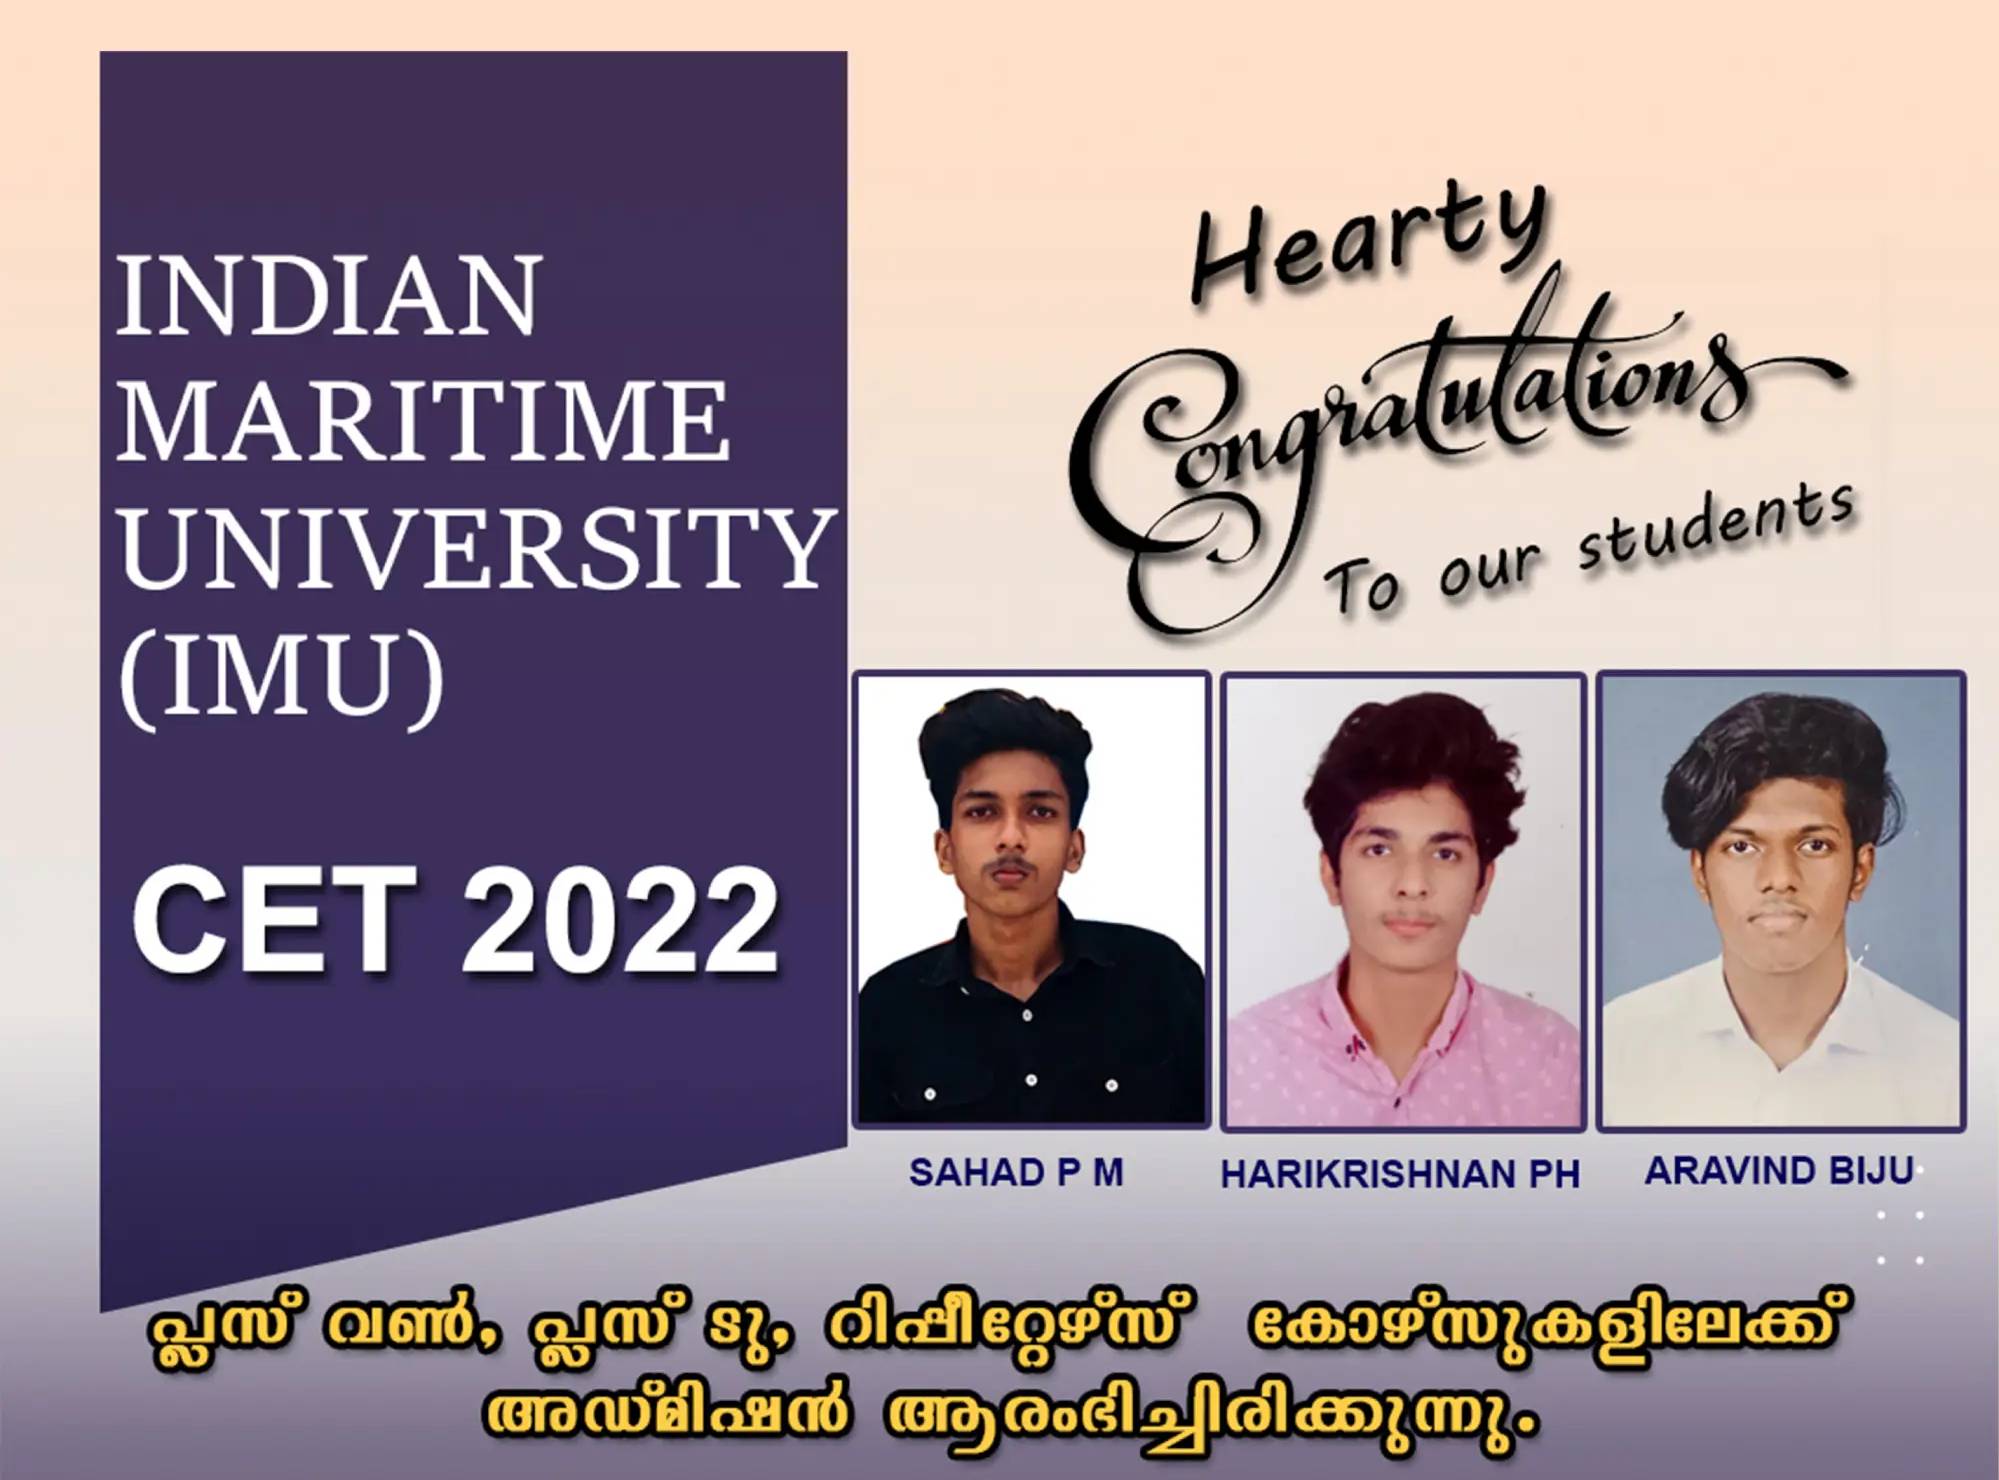 INDIAN
MARITIME
UNIVERSITY
(IMU)
CET 2022
Hearty
Congratulations
To our students
SAHAD P M
HARIKRISHNAN PH
ARAVIND BIJU
പ്ലസ് വൺ, പ്ലസ് ടു, റിപ്പീറ്റേഴ്സ് കോഴ്സുകളിലേക്ക്
അഡ്മിഷൻ ആരംഭിച്ചിരിക്കുന്നു.